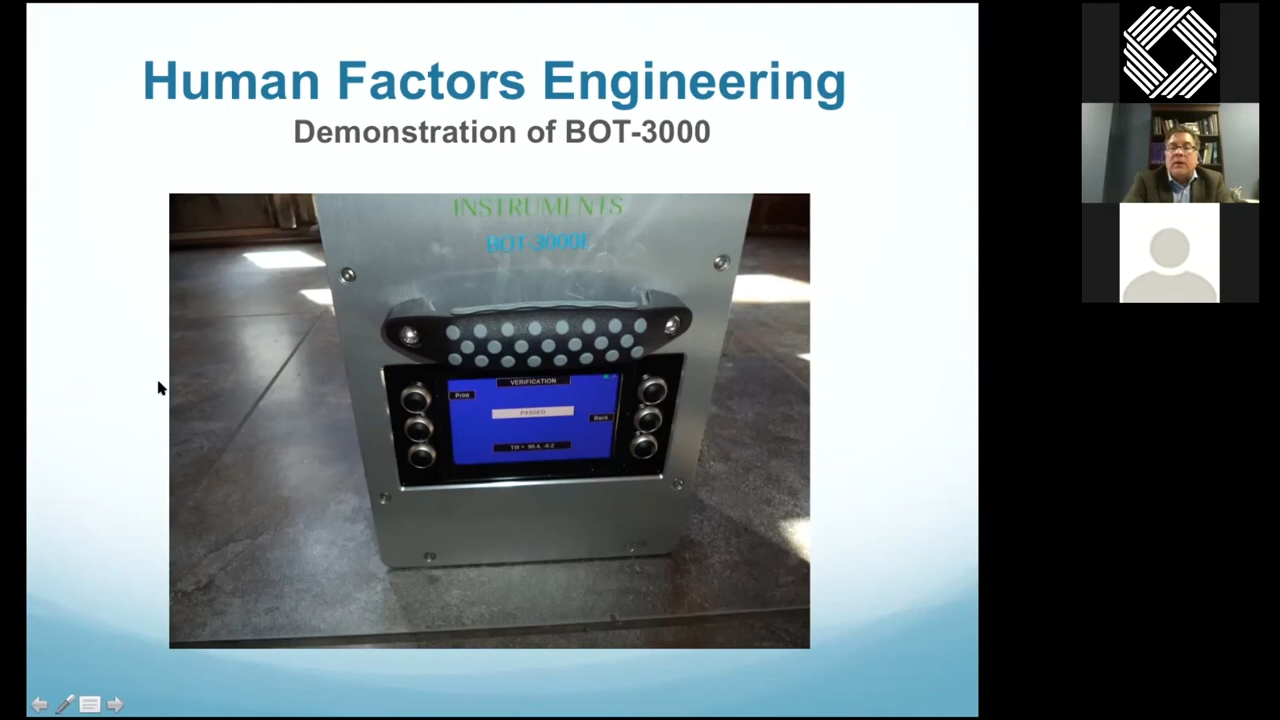 Human Factors Engineering
Demonstration of BOT-3000
INSTRUMENTS
BOT-3000E
VERIFICATION
Print
PASSED
Back